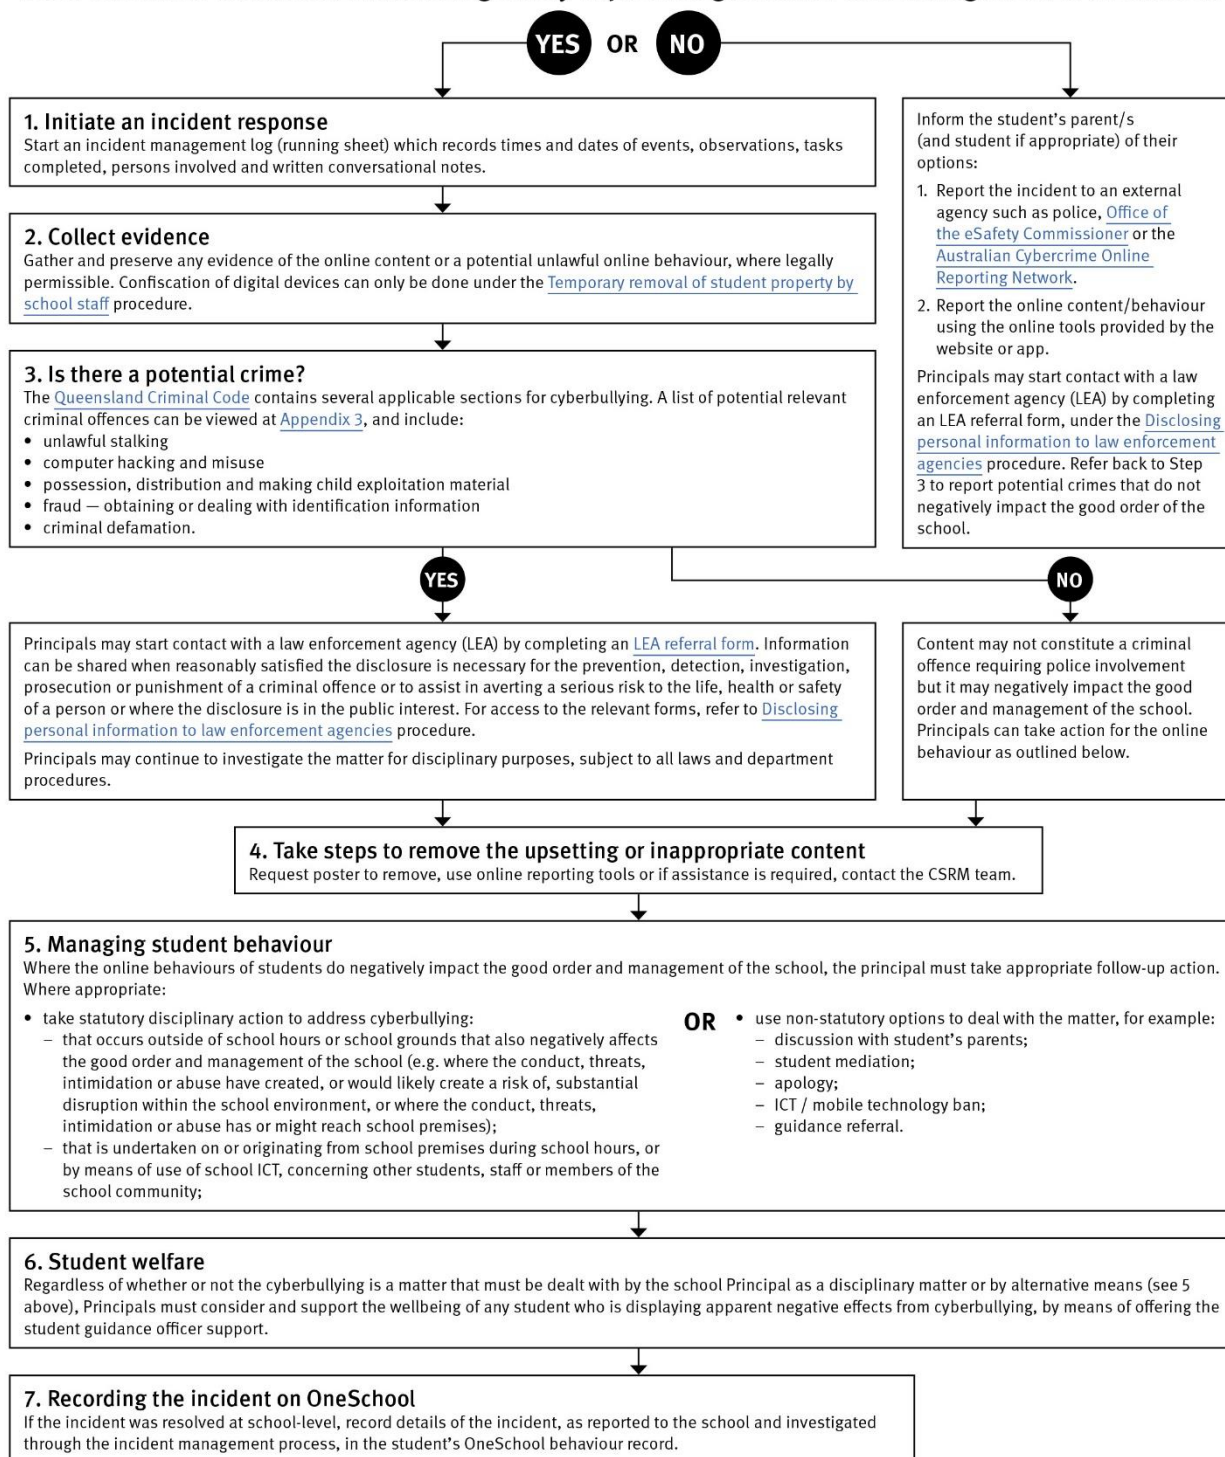 YES OR NO
1. Initiate an incident response
Start an incident management log (running sheet) which records times and dates of events, observations, tasks
completed, persons involved and written conversational notes.
2. Collect evidence
Gather and preserve any evidence of the online content or a potential unlawful online behaviour, where legally
permissible. Confiscation of digital devices can only be done under the Temporary removal of student property by
school staff procedure.
3. Is there a potential crime?
The Queensland Criminal Code contains several applicable sections for cyberbullying. A list of potential relevant
criminal offences can be viewed at Appendix 3, and include:
• unlawful stalking
• computer hacking and misuse
• possession, distribution and making child exploitation material
• fraud — obtaining or dealing with identification information
• criminal defamation.
Inform the student’s parent/s
(and student if appropriate) of their
options:
1. Report the incident to an external
agency such as police, Office of
the eSafety Commissioner or the
Australian Cybercrime Online
Reporting Network.
2. Report the online content/behaviour
using the online tools provided by the
website or app.
Principals may start contact with a law
enforcement agency (LEA) by completing
an LEA referral form, under the Disclosing
personal information to law enforcement
agencies procedure. Refer back to Step
3 to report potential crimes that do not
negatively impact the good order of the
school.
YES
NO
Principals may start contact with a law enforcement agency (LEA) by completing an LEA referral form. Information
can be shared when reasonably satisfied the disclosure is necessary for the prevention, detection, investigation,
prosecution or punishment of a criminal offence or to assist in averting a serious risk to the life, health or safety
of a person or where the disclosure is in the public interest. For access to the relevant forms, refer to Disclosing
personal information to law enforcement agencies procedure.
Principals may continue to investigate the matter for disciplinary purposes, subject to all laws and department
procedures.
Content may not constitute a criminal
offence requiring police involvement
but it may negatively impact the good
order and management of the school.
Principals can take action for the online
behaviour as outlined below.
4. Take steps to remove the upsetting or inappropriate content
Request poster to remove, use online reporting tools or if assistance is required, contact the CSRM team.
5. Managing student behaviour
Where the online behaviours of students do negatively impact the good order and management of the school, the principal must take appropriate follow-up action.
Where appropriate:
• take statutory disciplinary action to address cyberbullying:
– that occurs outside of school hours or school grounds that also negatively affects
the good order and management of the school (e.g. where the conduct, threats,
intimidation or abuse have created, or would likely create a risk of, substantial
disruption within the school environment, or where the conduct, threats,
intimidation or abuse has or might reach school premises);
– that is undertaken on or originating from school premises during school hours, or
by means of use of school ICT, concerning other students, staff or members of the
school community;
OR
• use non-statutory options to deal with the matter, for example:
– discussion with student’s parents;
– student mediation;
– apology;
– ICT / mobile technology ban;
– guidance referral.
6. Student welfare
Regardless of whether or not the cyberbullying is a matter that must be dealt with by the school Principal as a disciplinary matter or by alternative means (see 5
above), Principals must consider and support the wellbeing of any student who is displaying apparent negative effects from cyberbullying, by means of offering the
student guidance officer support.
7. Recording the incident on OneSchool
If the incident was resolved at school-level, record details of the incident, as reported to the school and investigated
through the incident management process, in the student’s OneSchool behaviour record.